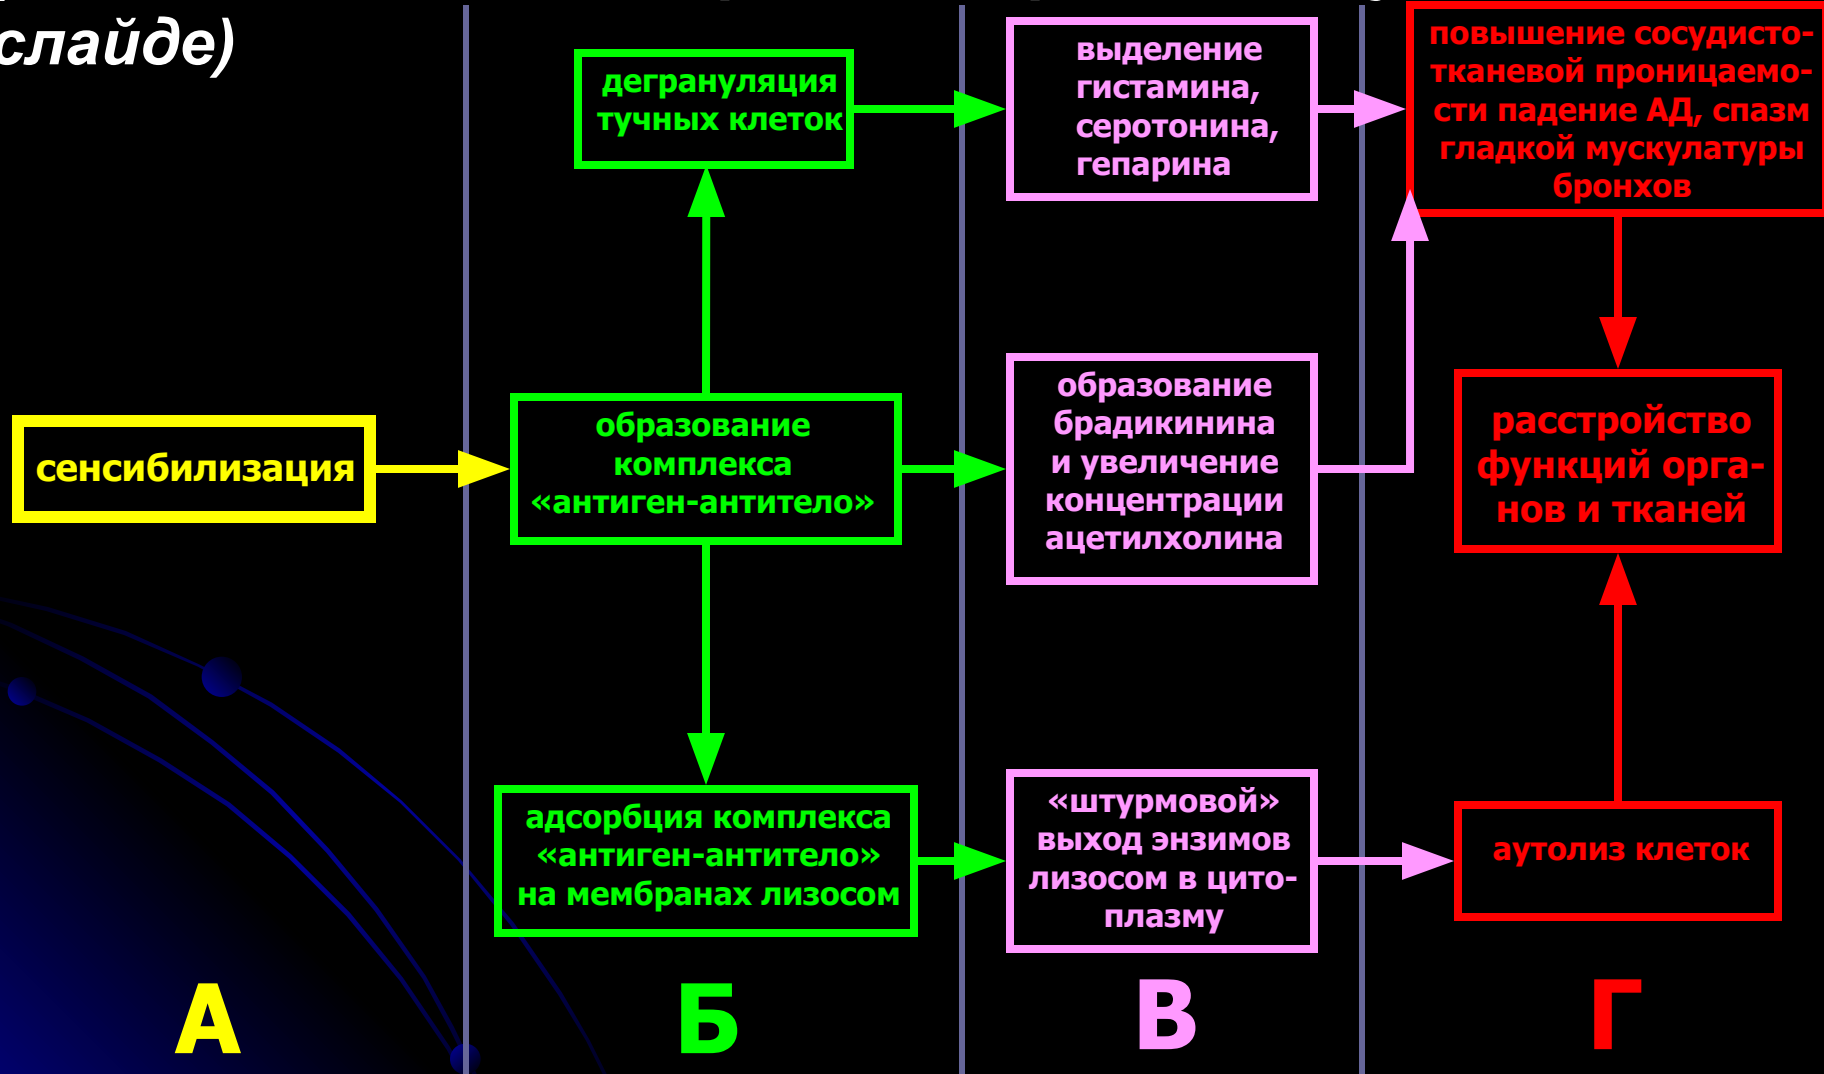 слайде)
сенсибилизация
А
дегрануляция
тучных клеток
образование
комплекса
«антиген-антитело»
адсорбция комплекса
«антиген-антитело»
на мембранах лизосом
Б
выделение
гистамина,
серотонина,
гепарина
образование
брадикинина
и увеличение
концентрации
ацетилхолина
«штурмовой»
выход энзимов
лизосом в цито-
плазму
В
повышение сосудисто-
тканевой проницаемо-
сти падение АД, спазм
гладкой мускулатуры
бронхов
расстройство
функций орга-
нов и тканей
аутолиз клеток
Г